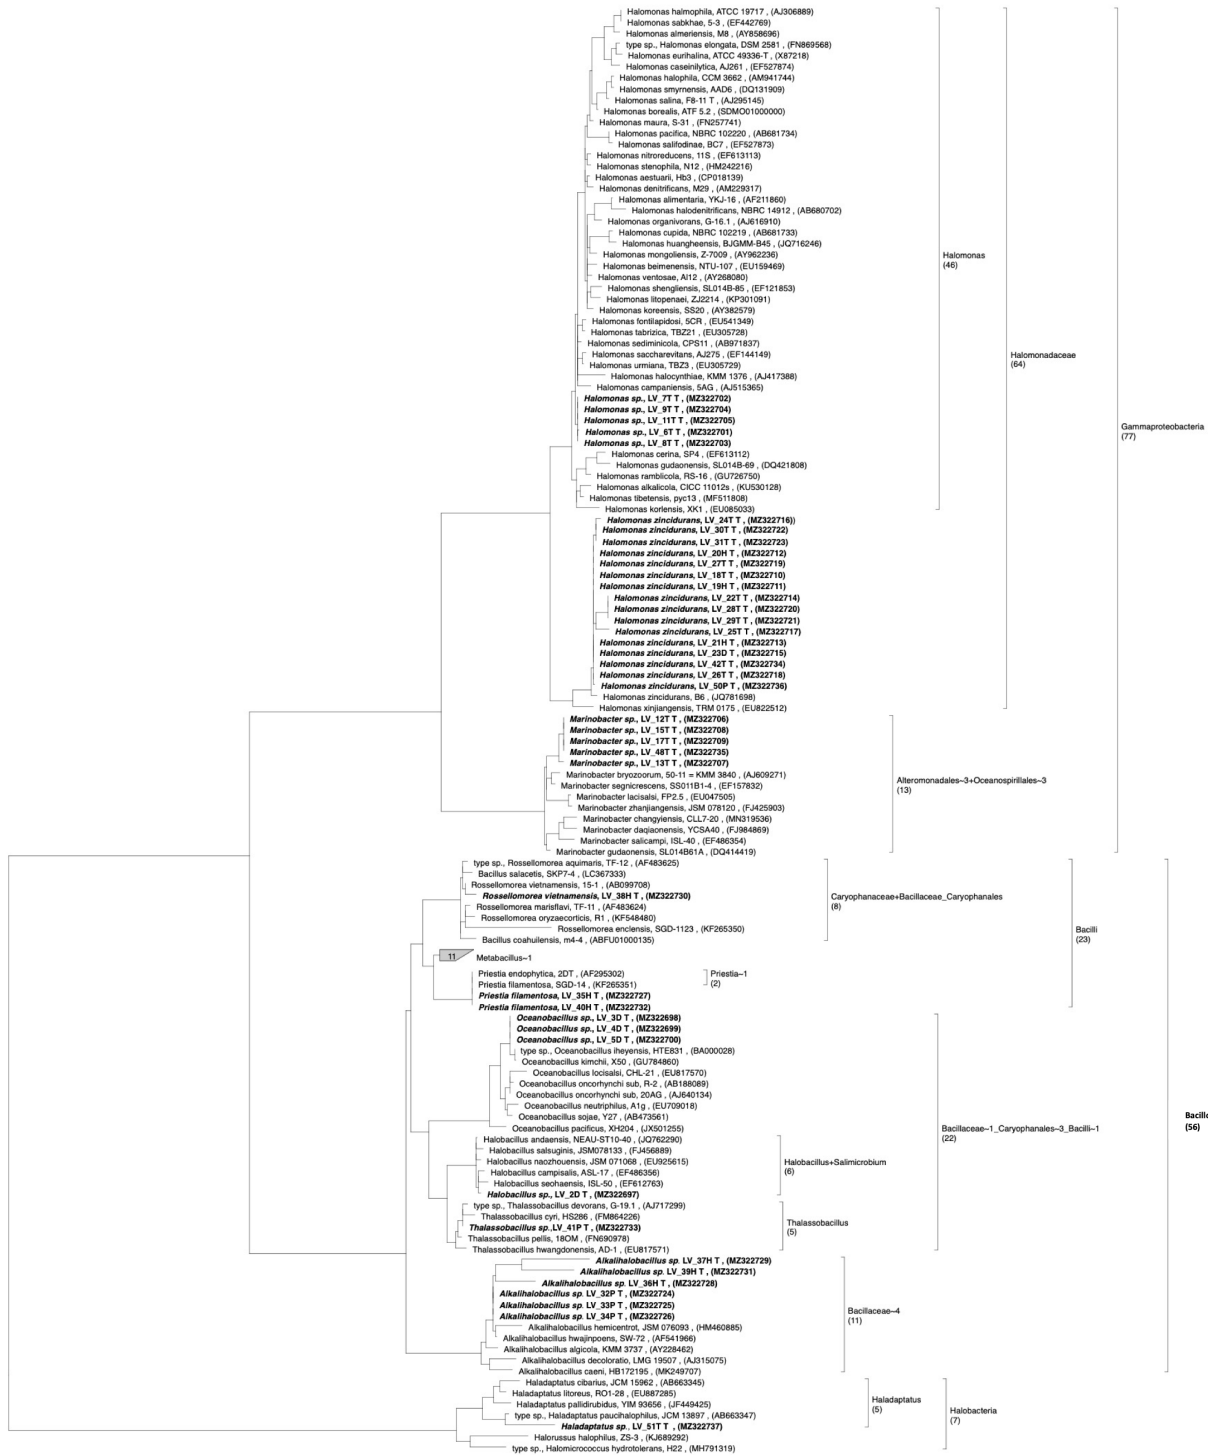 Halomonas halmophila, ATCC 19717 , (AJ306889)
Halomonas sabkhae, 5-3 , (EF442769)
Halomonas almeriensis, M8 , (AY858696)
type sp., Halomonas elongata, DSM 2581 , (FN869568)
Halomonas eurihalina, ATCC 49336-T , (X87218)
Halomonas caseinilytica, AJ261 , (EF527874)
Halomonas halophila, CCM 3662 , (AM941744)
Halomonas smyrnensis, AAD6 , (DQ131909)
Halomonas salina, F8-11 T , (AJ295145)
Halomonas borealis, ATF 5.2 , (SDMO01000000)
Halomonas maura, S-31 , (FN257741)
Halomonas pacifica, NBRC 102220 , (AB681734)
Halomonas salifodinae, BC7 , (EF527873)
Halomonas nitroreducens, 11S , (EF613113)
Halomonas stenophila, N12 , (HM242216)
Halomonas aestuarii, Hb3 , (CP018139)
Halomonas denitrificans, M29 , (AM229317)
Halomonas alimentaria, YKJ-16 , (AF211860)
Halomonas halodenitrificans, NBRC 14912 , (AB680702)
Halomonas organivorans, G-16.1 , (AJ616910)
Halomonas cupida, NBRC 102219 , (AB681733)
Halomonas huangheensis, BJGMM-B45 , (JQ716246)
Halomonas mongoliensis, Z-7009 , (AY962236)
Halomonas beimenensis, NTU-107 , (EU159469)
Halomonas ventosae, Al12 , (AY268080)
Halomonas shengliensis, SL014B-85 , (EF121853)
Halomonas litopenaei, ZJ2214 , (KP301091)
Halomonas koreensis, SS20 , (AY382579)
Halomonas fontilapidosi, 5CR , (EU541349)
Halomonas tabrizica, TBZ21 , (EU305728)
Halomonas sediminicola, CPS11 , (AB971837)
Halomonas saccharevitans, AJ275 , (EF144149)
Halomonas urmiana, TBZ3 , (EU305729)
Halomonas halocynthiae, KMM 1376 , (AJ417388)
Halomonas campaniensis, 5AG , (AJ515365)
Halomonas sp., LV_7T T , (MZ322702)
Halomonas sp., LV_9T T , (MZ322704)
Halomonas sp., LV_11T T , (MZ322705)
Halomonas sp., LV_6T T , (MZ322701)
Halomonas sp., LV_8T T , (MZ322703)
Halomonas cerina, SP4 , (EF613112)
Halomonas gudaonensis, SL014B-69 , (DQ421808)
Halomonas ramblicola, RS-16 , (GU726750)
Halomonas alkalicola, CICC 11012s , (KU530128)
Halomonas tibetensis, pyc13 , (MF511808)
Halomonas korlensis, XK1 , (EU085033)
Halomonas
(46)
Halomonas zincidurans, LV_24T T , (MZ322716))
Halomonas zincidurans, LV_30T T , (MZ322722)
Halomonas zincidurans, LV_31T T , (MZ322723)
Halomonas zincidurans, LV_20H T , (MZ322712)
Halomonas zincidurans, LV_27T T , (MZ322719)
Halomonas zincidurans, LV_18T T , (MZ322710)
Halomonas zincidurans, LV_19H T , (MZ322711)
Halomonas zincidurans, LV_22T T , (MZ322714)
Halomonas zincidurans, LV_28T T , (MZ322720)
Halomonas zincidurans, LV_29T T , (MZ322721)
Halomonas zincidurans, LV_25T T , (MZ322717)
Halomonas zincidurans, LV_21H T , (MZ322713)
Halomonas zincidurans, LV_23D T , (MZ322715)
Halomonas zincidurans, LV_42T T , (MZ322734)
Halomonas zincidurans, LV_26T T , (MZ322718)
Halomonas zincidurans, LV_50P T , (MZ322736)
Halomonas zincidurans, B6 , (JQ781698)
Halomonas xinjiangensis, TRM 0175 , (EU822512)
Halomonadaceae
(64)
Marinobacter sp., LV_12T T , (MZ322706)
Marinobacter sp., LV_15T T , (MZ322708)
Marinobacter sp., LV_17T T , (MZ322709)
Marinobacter sp., LV_48T T , (MZ322735)
Marinobacter sp., LV_13T T , (MZ322707)
Marinobacter bryozoorum, 50-11 = KMM 3840 , (AJ609271)
Marinobacter segnicrescens, SS011B1-4 , (EF157832)
Marinobacter lacisalsi, FP2.5 , (EU047505)
Marinobacter zhanjiangensis, JSM 078120 , (FJ425903)
Marinobacter changyiensis, CLL7-20 , (MN319536)
Marinobacter daqiaonensis, YCSA40 , (FJ984869)
Marinobacter salicampi, ISL-40 , (EF486354)
Marinobacter gudaonensis, SL014B61A , (DQ414419)
Alteromonadales~3+Oceanospirillales~3
(13)
Gammaproteobacteria
(77)
type sp., Rossellomorea aquimaris, TF-12 , (AF483625)
Bacillus salacetis, SKP7-4 , (LC367333)
Rossellomorea vietnamensis, 15-1 , (AB099708)
Rossellomorea vietnamensis, LV_38H T , (MZ322730)
Rossellomorea marisflavi, TF-11 , (AF483624)
Rossellomorea oryzaecorticis, R1 , (KF548480)
Rossellomorea enclensis, SGD-1123 , (KF265350)
Bacillus coahuilensis, m4-4 , (ABFU01000135)
Caryophanaceae+Bacillaceae_Caryophanales
(8)
11
Metabacillus~1
Priestia endophytica, 2DT , (AF295302)
Priestia filamentosa, SGD-14 , (KF265351)
Priestia~1
(2)
Priestia filamentosa, LV_35H T , (MZ322727)
Priestia filamentosa, LV_40H T , (MZ322732)
Bacilli
(23)
Oceanobacillus sp., LV_3D T , (MZ322698)
Oceanobacillus sp., LV_4D T , (MZ322699)
Oceanobacillus sp., LV_5D T , (MZ322700)
type sp., Oceanobacillus iheyensis, HTE831 , (BA000028)
Oceanobacillus kimchii, X50 , (GU784860)
Oceanobacillus locisalsi, CHL-21 , (EU817570)
Oceanobacillus oncorhynchi sub, R-2 , (AB188089)
Oceanobacillus oncorhynchi sub, 20AG , (AJ640134)
Oceanobacillus neutriphilus, A1g , (EU709018)
Oceanobacillus sojae, Y27 , (AB473561)
Oceanobacillus pacificus, XH204 , (JX501255)
Halobacillus andaensis, NEAU-ST10-40 , (JQ762290)
Halobacillus salsuginis, JSM078133 , (FJ456889)
Halobacillus naozhouensis, JSM 071068 , (EU925615)
Halobacillus campisalis, ASL-17 , (EF486356)
Halobacillus seohaensis, ISL-50 , (EF612763)
Halobacillus sp., LV_2D T , (MZ322697)
Halobacillus+Salimicrobium
(6)
type sp., Thalassobacillus devorans, G-19.1 , (AJ717299)
Thalassobacillus cyri, HS286 , (FM864226)
Thalassobacillus sp.,LV_41P T , (MZ322733)
Thalassobacillus pellis, 18OM , (FN690978)
Thalassobacillus hwangdonensis, AD-1 , (EU817571)
Thalassobacillus
(5)
Bacillaceae~1_Caryophanales~3_Bacilli~1
(22)
Alkalihalobacillus sp. LV_37H T , (MZ322729)
Alkalihalobacillus sp. LV_39H T , (MZ322731)
Alkalihalobacillus sp. LV_36H T , (MZ322728)
Alkalihalobacillus sp. LV_32P T , (MZ322724)
Alkalihalobacillus sp. LV_33P T , (MZ322725)
Alkalihalobacillus sp. LV_34P T , (MZ322726)
Alkalihalobacillus hemicentrot, JSM 076093 , (HM460885)
Alkalihalobacillus hwajinpoens, SW-72 , (AF541966)
Alkalihalobacillus algicola, KMM 3737 , (AY228462)
Alkalihalobacillus decoloratio, LMG 19507 , (AJ315075)
Alkalihalobacillus caeni, HB172195 , (MK249707)
Bacillaceae~4
(11)
Bacill
(56)
Haladaptatus cibarius, JCM 15962 , (AB663345)
Haladaptatus litoreus, RO1-28 , (EU887285)
Haladaptatus pallidirubidus, YIM 93656 , (JF449425)
type sp., Haladaptatus paucihalophilus, JCM 13897 , (AB663347)
Haladaptatus sp., LV_51T T , (MZ322737)
Haladaptatus
(5)
Halorussus halophilus, ZS-3 , (KJ689292)
type sp., Halomicrococcus hydrotolerans, H22 , (MH791319)
Halobacteria
(7)